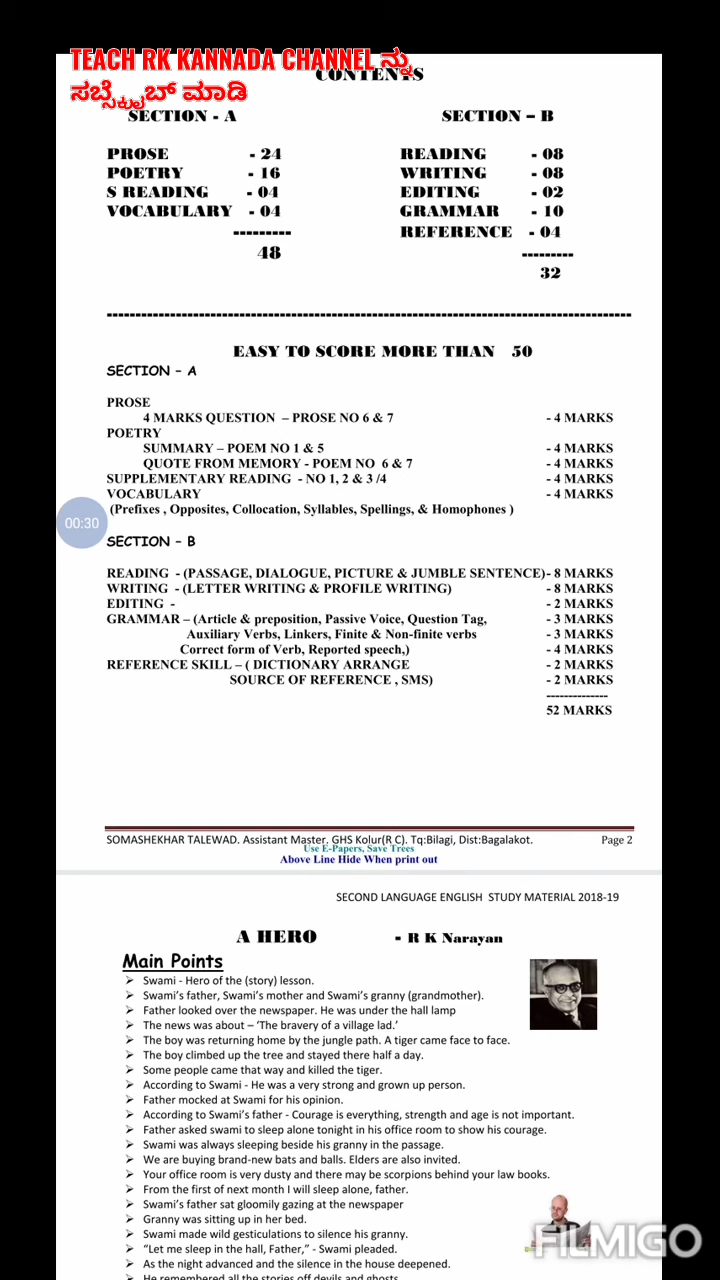 TEACH RK KANNADA CHANNEL ನ್ನು
ಸಬ್ಸ್ಕ್ರೈಬ್ ಮಾಡಿ
CONTENTS
SECTION - A SECTION – B
PROSE - 24 READING - 08
POETRY - 16 WRITING - 08
S READING - 04 EDITING - 02
VOCABULARY - 04 GRAMMAR - 10
--------- REFERENCE - 04
48 ---------
32
EASY TO SCORE MORE THAN 50
SECTION – A
PROSE
4 MARKS QUESTION – PROSE NO 6 & 7 - 4 MARKS
POETRY
SUMMARY – POEM NO 1 & 5 - 4 MARKS
QUOTE FROM MEMORY - POEM NO 6 & 7 - 4 MARKS
SUPPLEMENTARY READING - NO 1, 2 & 3 /4 - 4 MARKS
VOCABULARY - 4 MARKS
(Prefixes , Opposites, Collocation, Syllables, Spellings, & Homophones )
00:30
SECTION – B
READING - (PASSAGE, DIALOGUE, PICTURE & JUMBLE SENTENCE)- 8 MARKS
WRITING - (LETTER WRITING & PROFILE WRITING) - 8 MARKS
EDITING - - 2 MARKS
GRAMMAR – (Article & preposition, Passive Voice, Question Tag, - 3 MARKS
Auxiliary Verbs, Linkers, Finite & Non-finite verbs - 3 MARKS
Correct form of Verb, Reported speech,) - 4 MARKS
REFERENCE SKILL – ( DICTIONARY ARRANGE - 2 MARKS
SOURCE OF REFERENCE , SMS) - 2 MARKS
--------------
52 MARKS
SOMASHEKHAR TALEWAD. Assistant Master. GHS Kolur(R C). Tq:Bilagi, Dist:Bagalakot. Page 2
Use E-Papers, Save Trees
Above Line Hide When print out
SECOND LANGUAGE ENGLISH STUDY MATERIAL 2018-19
A HERO - R K Narayan
Main Points
➢ Swami - Hero of the (story) lesson.
➢ Swami's father, Swami's mother and Swami's granny (grandmother).
➢ Father looked over the newspaper. He was under the hall lamp
➢ The news was about – 'The bravery of a village lad.'
➢ The boy was returning home by the jungle path. A tiger came face to face.
➢ The boy climbed up the tree and stayed there half a day.
➢ Some people came that way and killed the tiger.
➢ According to Swami - He was a very strong and grown up person.
➢ Father mocked at Swami for his opinion.
➢ According to Swami's father - Courage is everything, strength and age is not important.
➢ Father asked swami to sleep alone tonight in his office room to show his courage.
➢ Swami was always sleeping beside his granny in the passage.
➢ We are buying brand-new bats and balls. Elders are also invited.
➢ Your office room is very dusty and there may be scorpions behind your law books.
➢ From the first of next month I will sleep alone, father.
➢ Swami's father sat gloomily gazing at the newspaper
➢ Granny was sitting up in her bed.
➢ Swami made wild gesticulations to silence his granny.
➢ "Let me sleep in the hall, Father," - Swami pleaded.
➢ As the night advanced and the silence in the house deepened.
➢ He remembered all the stories off devils and ghosts
FILMIGO